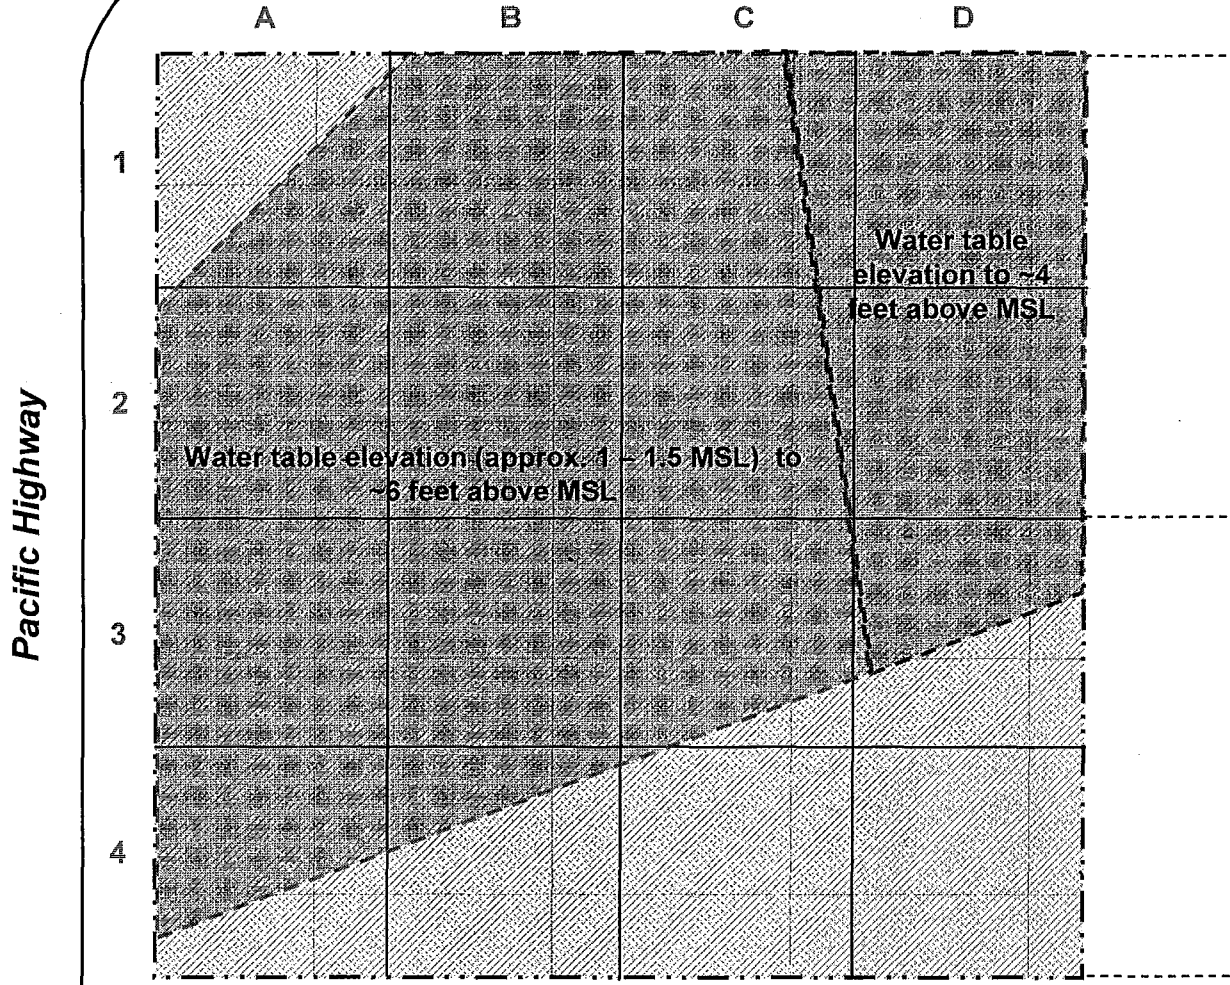 A B C D
1
Water table
elevation to ~4
feet above MSL
2
Water table elevation (approx. 1 – 1.5 MSL) to
~6 feet above MSL
Pacific Highway
3
4